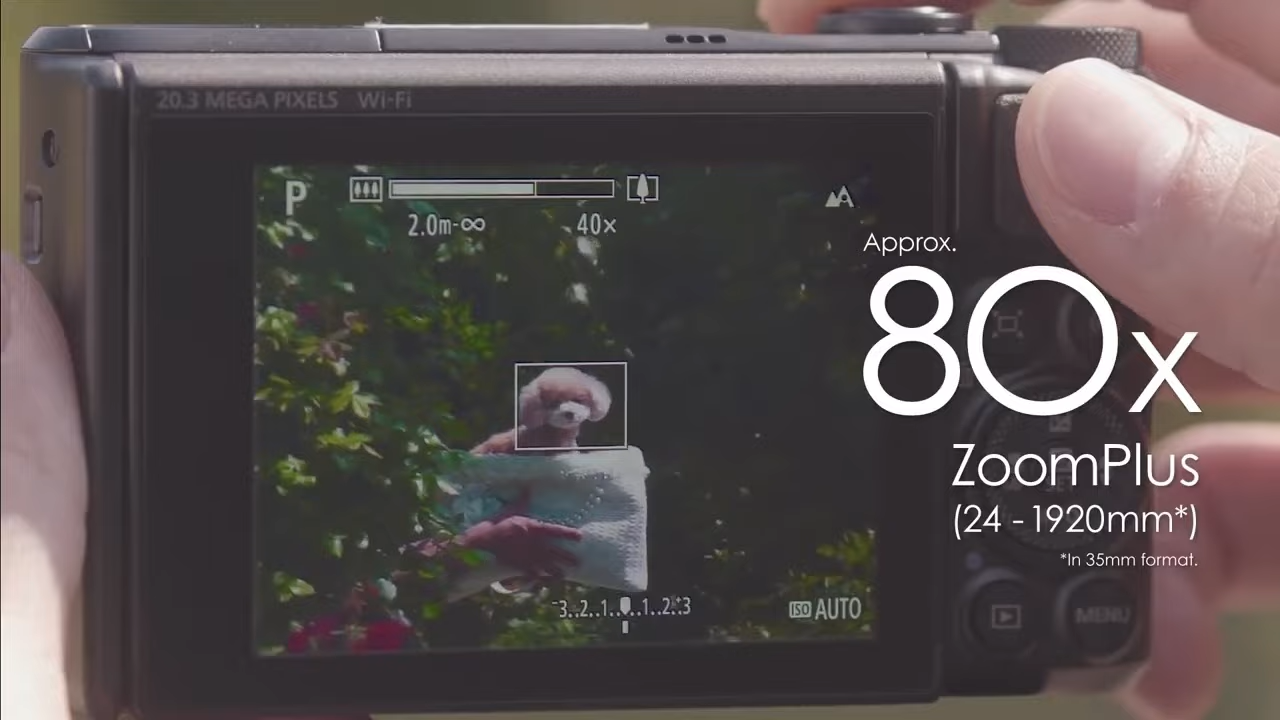 20.3 MEGA PIXELS Wi-Fi
P
2.0m-∞ 40x
Approx.
80x
ZoomPlus
(24 - 1920mm*)
*In 35mm format.
-3..2..1....1..2..+3
ISO AUTO
MENU